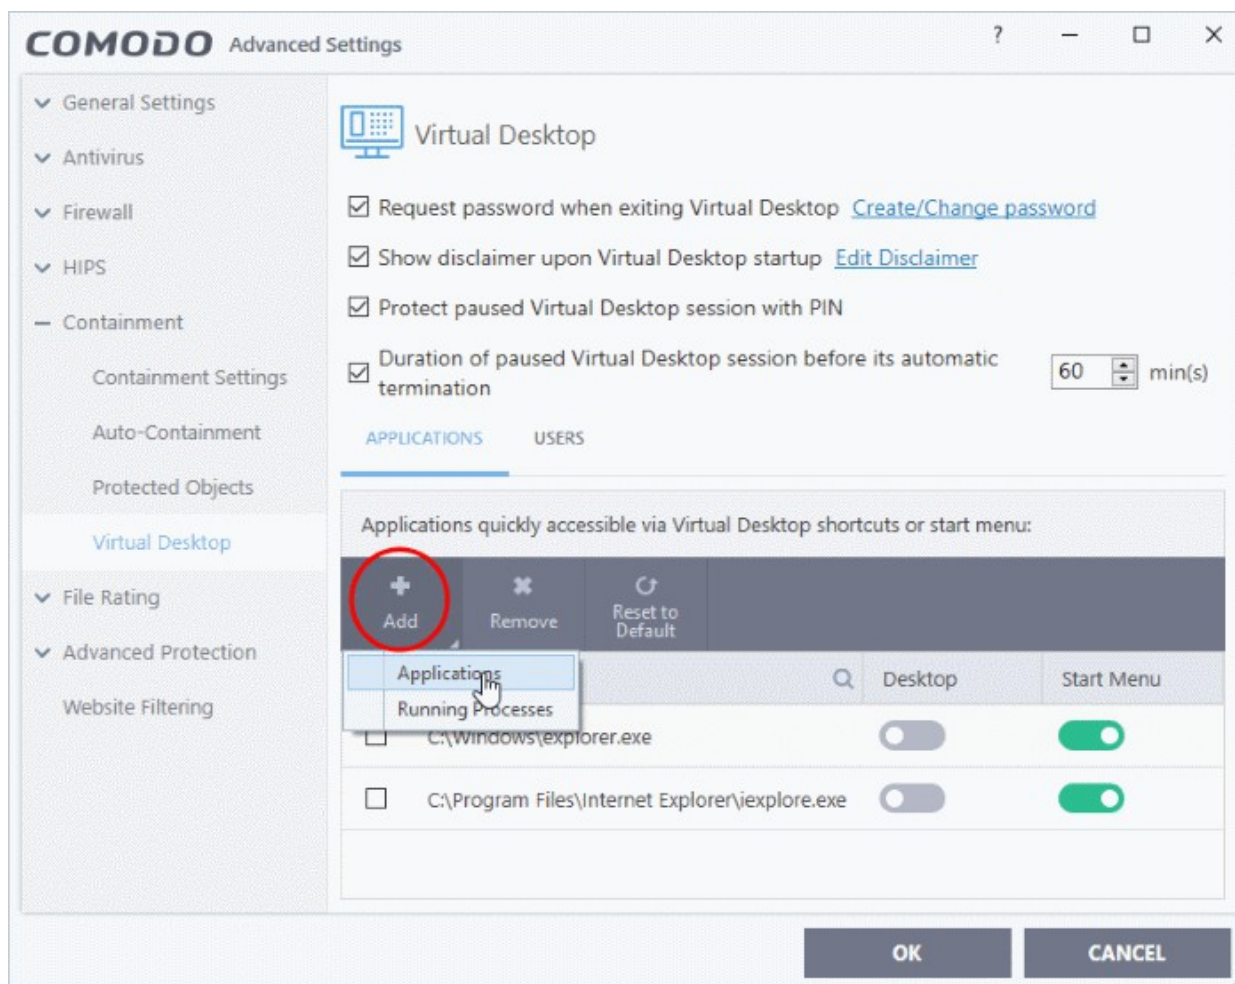 COMODO Advanced Settings ?
General Settings
Antivirus
Firewall
HIPS
Containment
Containment Settings
Auto-Containment
Protected Objects
Virtual Desktop
File Rating
Advanced Protection
Website Filtering
Virtual Desktop
Request password when exiting Virtual Desktop Create/Change password
Show disclaimer upon Virtual Desktop startup Edit Disclaimer
Protect paused Virtual Desktop session with PIN
Duration of paused Virtual Desktop session before its automatic
termination
60 min(s)
APPLICATIONS USERS
Applications quickly accessible via Virtual Desktop shortcuts or start menu:
Add Remove Reset to
Default
Applications
Running Processes
Desktop Start Menu
C:\Windows\explorer.exe
C:\Program Files\Internet Explorer\iexplore.exe
OK CANCEL